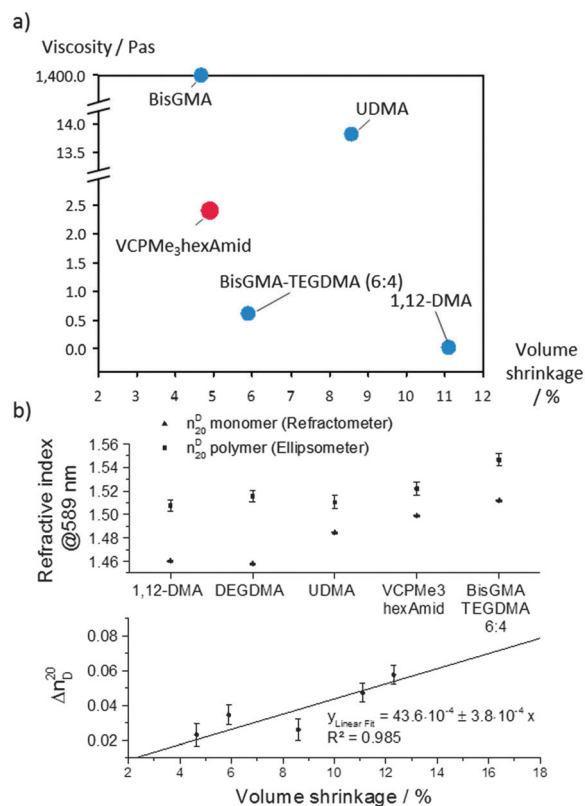 a)
Viscosity / Pas
1,400.0
BisGMA
UDMA
14.0
13.5
2.5
VCPMe₃hexAmid
2.0
1.5
BisGMA-TEGDMA (6:4)
1.0
1,12-DMA
0.5
0.0
Volume
shrinkage
/ %
2 3 4 5 6 7 8 9 10 11 12
b)
n₂₀ᴰ monomer (Refractometer)
n₂₀ᴰ polymer (Ellipsometer)
Refractive index
@589 nm
1.56
1.54
1.52
1.50
1.48
1.46
1,12-DMA DEGDMA UDMA VCPMe3 BisGMA
hexAmid TEGDMA
6:4
Δn_D²⁰
0.08
0.06
0.04
0.02
y_Linear Fit = 43.6·10⁻⁴ ± 3.8·10⁻⁴ x
R² = 0.985
2 4 6 8 10 12 14 16 18
Volume shrinkage / %